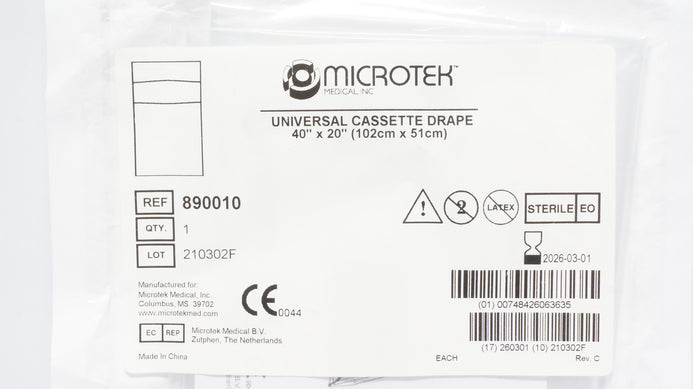 MICROTEK™
MEDICAL, INC
UNIVERSAL CASSETTE DRAPE
40" x 20" (102cm x 51cm)
REF 890010
QTY. 1
LOT 210302F
2
LATEX
STERILE EO
2026-03-01
Manufactured for:
Microtek Medical, Inc
Columbus, MS 39702
www.microtekmed.com
CE 0044
(01) 00748426063635
(17) 260301 (10) 210302F
EC REP
Microtek Medical B.V.
Zutphen, The Netherlands
Made In China
EACH
Rev. C